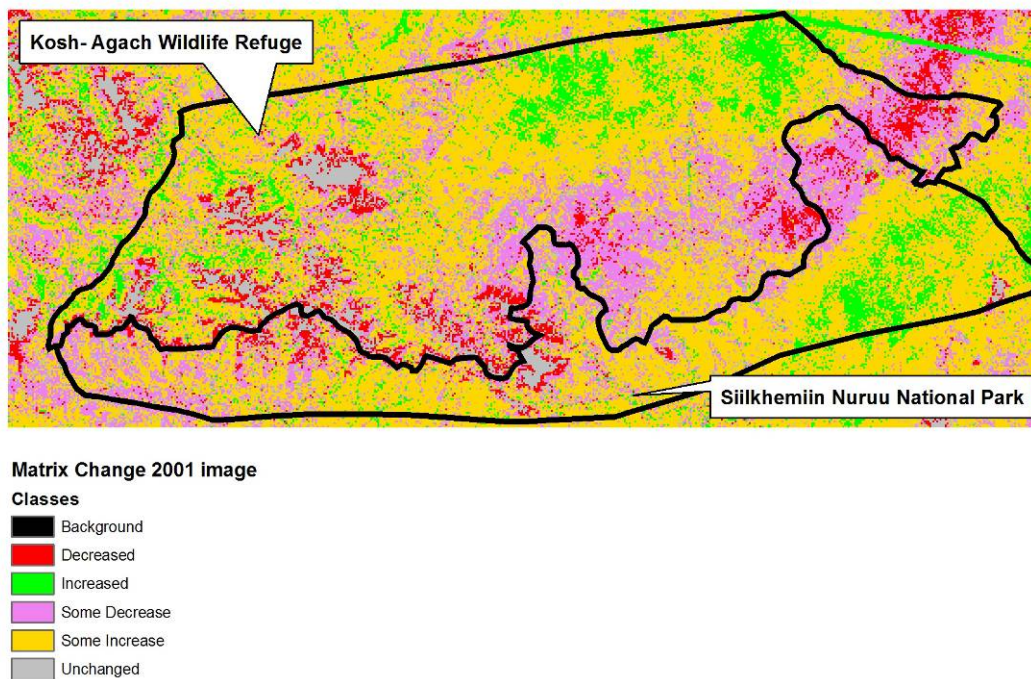 Kosh- Agach Wildlife Refuge
Siilkhemiin Nuruu National Park
Matrix Change 2001 image
Classes
Background
Decreased
Increased
Some Decrease
Some Increase
Unchanged